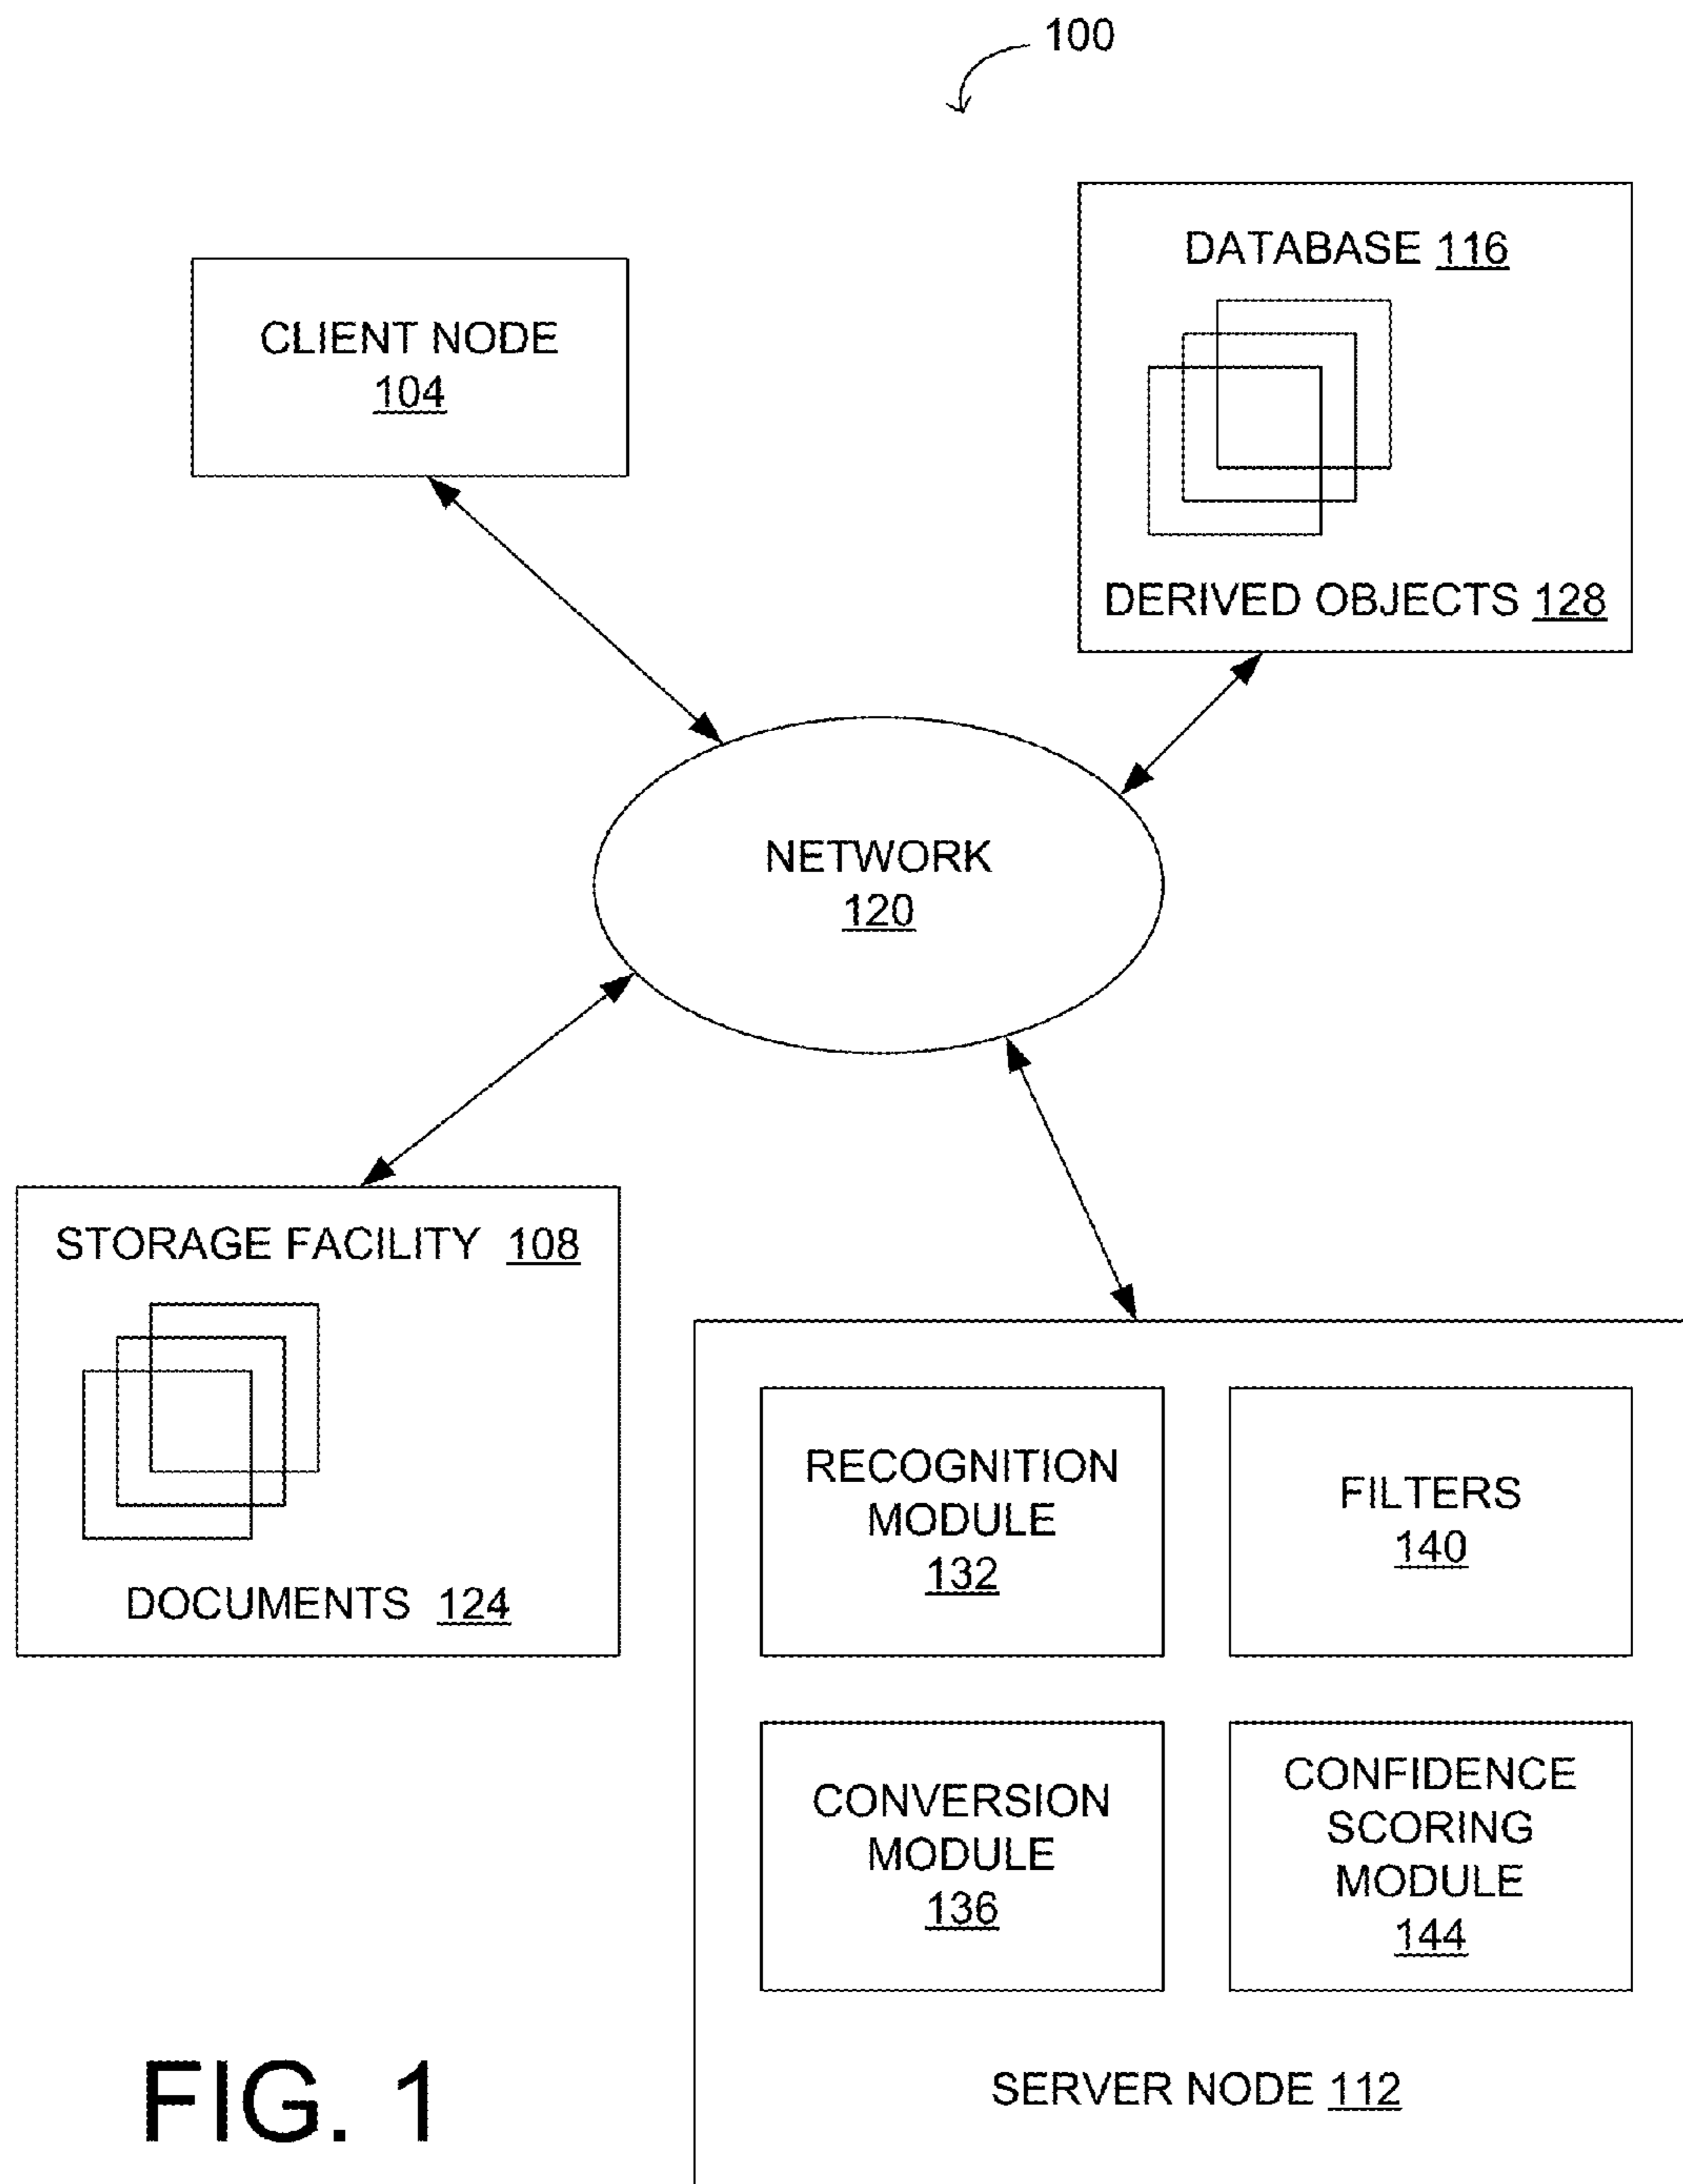 100
DATABASE 116
CLIENT NODE
104
DERIVED OBJECTS 128
NETWORK
120
STORAGE FACILITY 108
DOCUMENTS 124
RECOGNITION
MODULE
132
FILTERS
140
CONVERSION
MODULE
136
CONFIDENCE
SCORING
MODULE
144
SERVER NODE 112
FIG. 1